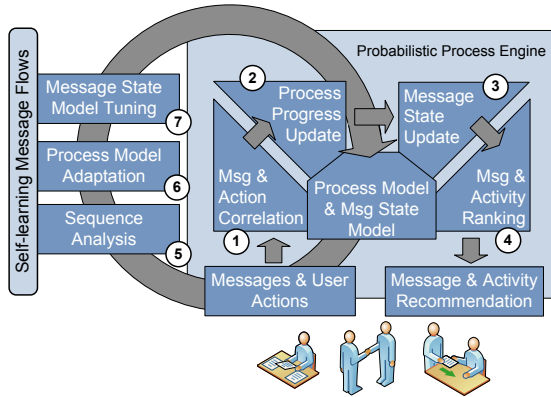 Self-learning Message Flows
Probabilistic Process Engine
Message State
Model Tuning
7
Process Model
Adaptation
6
Sequence
Analysis
5
2
Process
Progress
Update
3
Message
State
Update
Msg &
Action
Correlation
1
Process Model
& Msg State
Model
Msg &
Activity
Ranking
4
Messages & User
Actions
Message & Activity
Recommendation